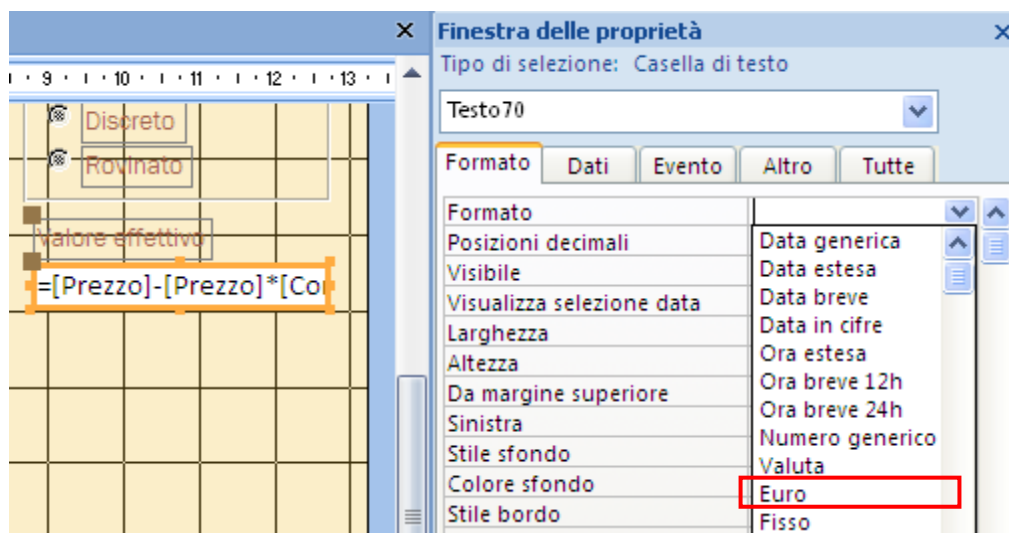 9 10 11 12 13
Discreto
Rovinato
Valore effettivo
=[Prezzo]-[Prezzo]*[Con
Finestra delle proprietà
Tipo di selezione: Casella di testo
Testo70
Formato Dati Evento Altro Tutte
Formato
Posizioni decimali
Visibile
Visualizza selezione data
Larghezza
Altezza
Da margine superiore
Sinistra
Stile sfondo
Colore sfondo
Stile bordo
Data generica
Data estesa
Data breve
Data in cifre
Ora estesa
Ora breve 12h
Ora breve 24h
Numero generico
Valuta
Euro
Fisso